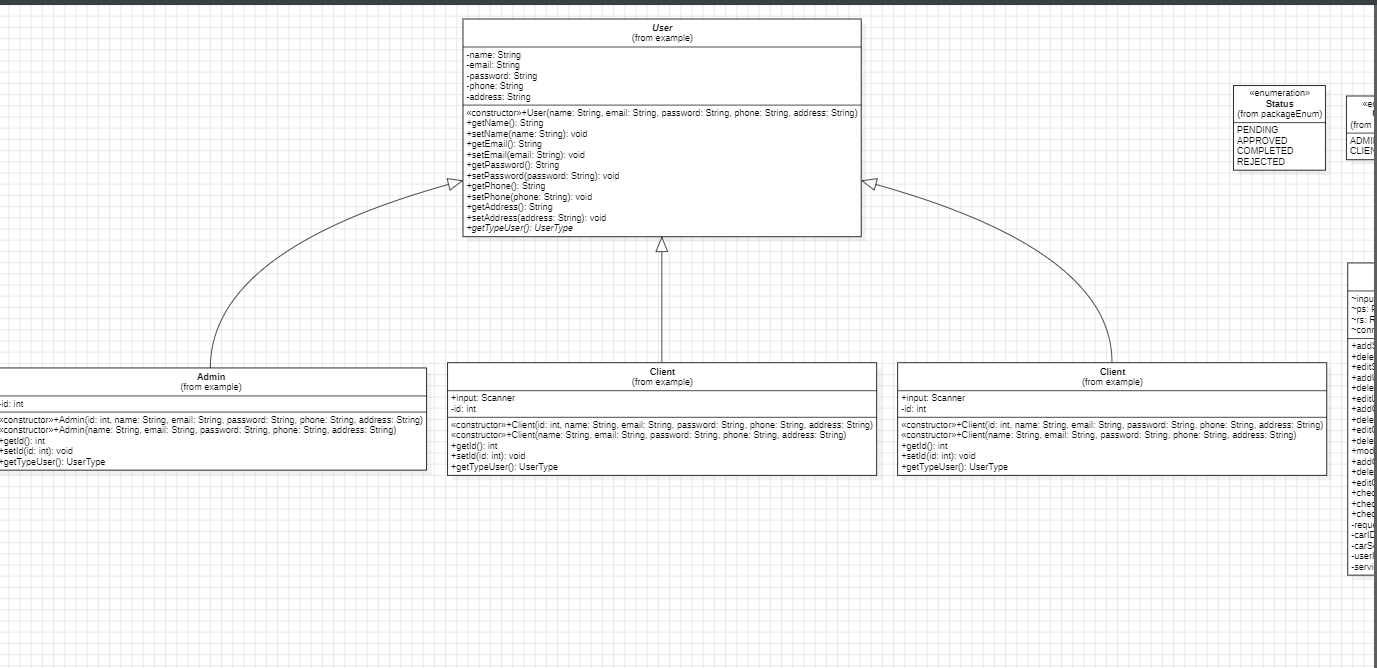 User
(from example)
-name: String
-email: String
-password: String
-phone: String
-address: String
«constructor»+User(name: String, email: String, password: String, phone: String, address: String)
+getName(): String
+setName(name: String): void
+getEmail(): String
+setEmail(email: String): void
+getPassword(): String
+setPassword(password: String): void
+getPhone(): String
+setPhone(phone: String): void
+getAddress(): String
+setAddress(address: String): void
+getTypeUser(): UserType
«enumeration»
Status
(from packageEnum)
PENDING
APPROVED
COMPLETED
REJECTED
(from
Admin
(from example)
-id: int
«constructor»+Admin(id: int, name: String, email: String, password: String, phone: String, address: String)
«constructor»+Admin(name: String, email: String, password: String, phone: String, address: String)
+getId(): int
+setId(id: int): void
+getTypeUser(): UserType
Client
(from example)
+input: Scanner
-id: int
«constructor»+Client(id: int, name: String, email: String, password: String, phone: String, address: String)
«constructor»+Client(name: String, email: String, password: String, phone: String, address: String)
+getId(): int
+setId(id: int): void
+getTypeUser(): UserType
Client
(from example)
+input: Scanner
-id: int
«constructor»+Client(id: int, name: String, email: String, password: String, phone: String, address: String)
«constructor»+Client(name: String, email: String, password: String, phone: String, address: String)
+getId(): int
+setId(id: int): void
+getTypeUser(): UserType
~ps:
~rs: